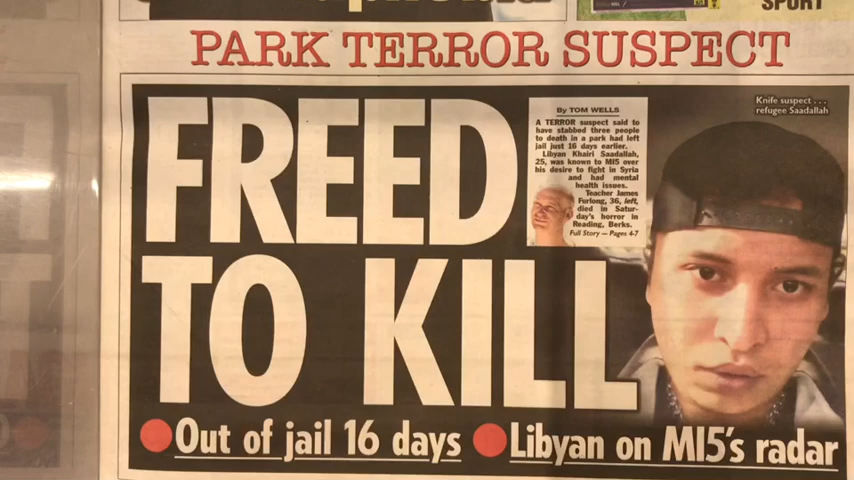 SPORT
PARK TERROR SUSPECT
FREED
TO KILL
By TOM WELLS
A TERROR suspect said to
have stabbed three people
to death in a park had left
jail just 16 days earlier.
Libyan Khairi Saadallah,
25, was known to MI5 over
his desire to fight in Syria
and had mental
health issues.
Teacher James
Furlong, 36, left,
died in Satur-
day's horror in
Reading, Berks.
Full Story — Pages 4-7
Knife suspect . . .
refugee Saadallah
Out of jail 16 days
Libyan on MI5's radar